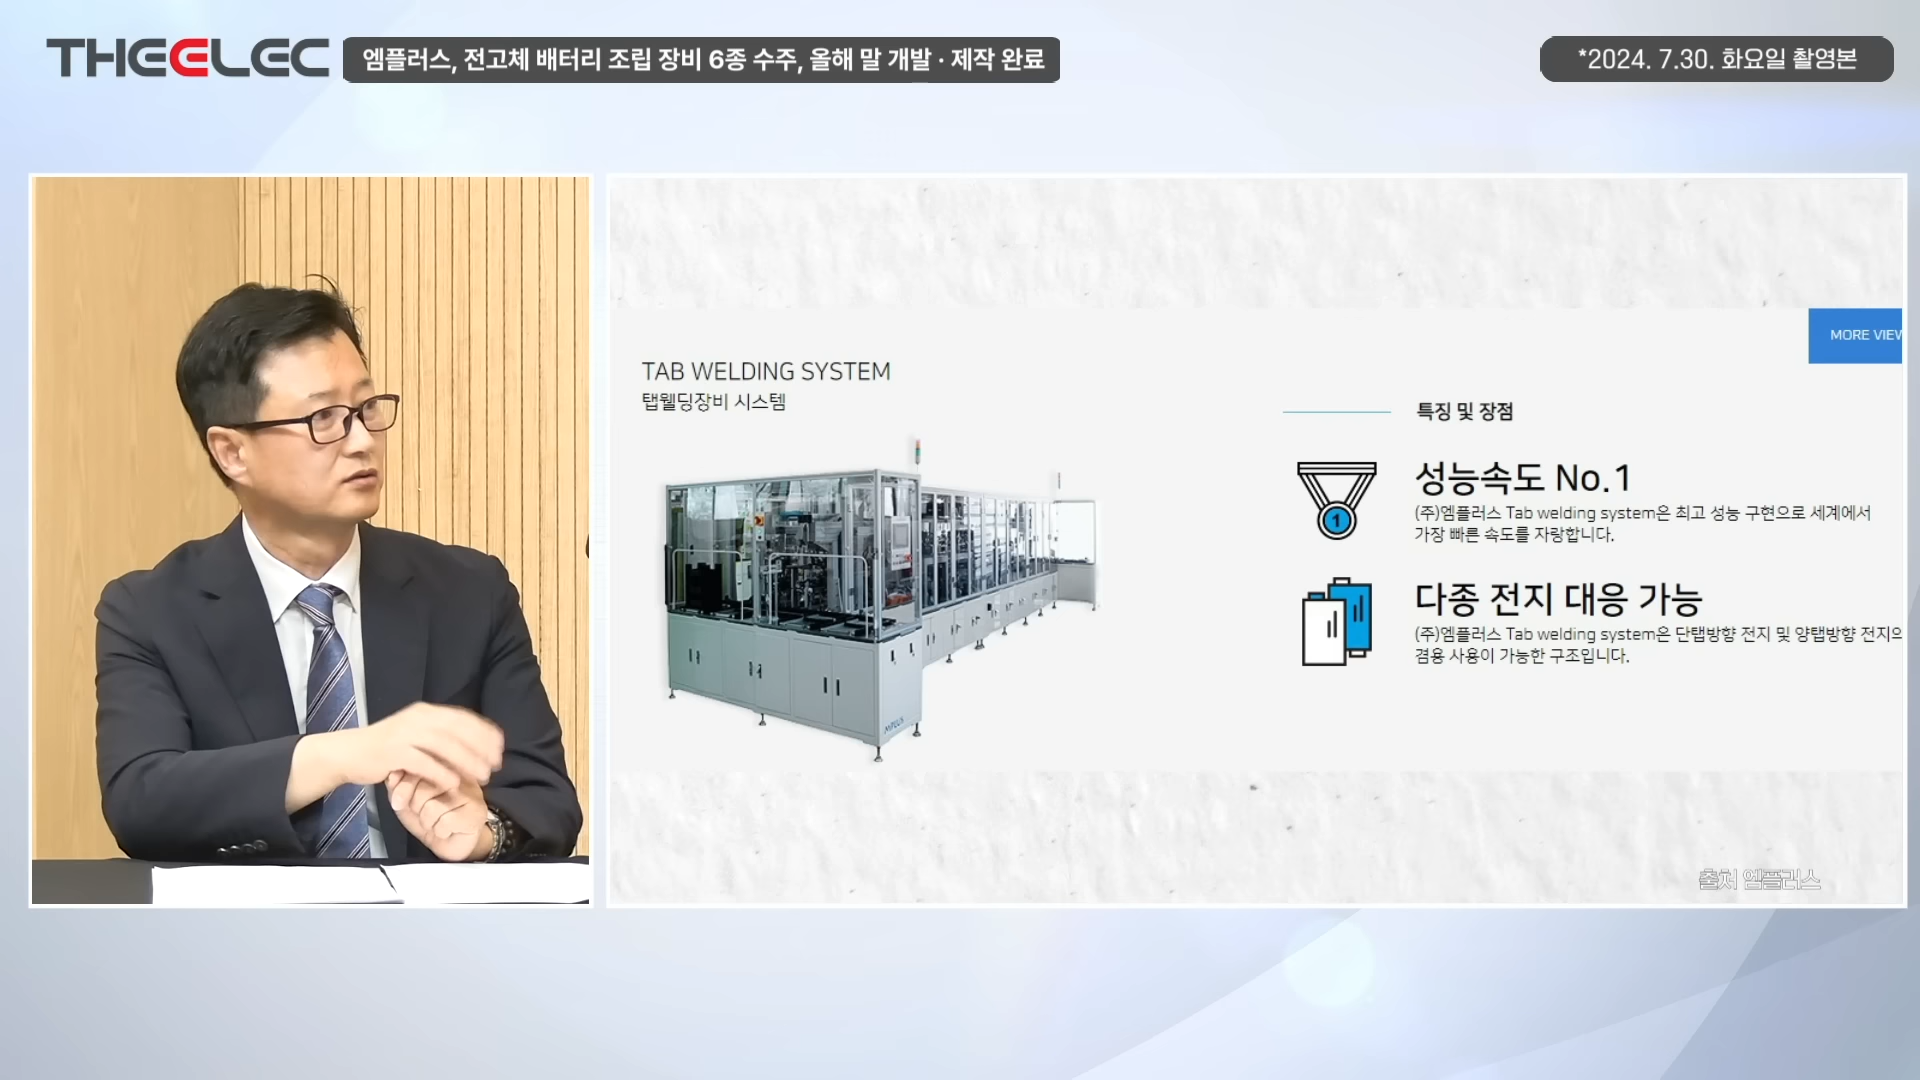 THEELEC
엠플러스, 전고체 배터리 조립 장비 6종 수주, 올해 말 개발 · 제작 완료
*2024. 7.30. 화요일 촬영본
MORE VIEW
TAB WELDING SYSTEM
탭웰딩장비 시스템
특징 및 장점
성능속도 No.1
(주)엠플러스 Tab welding system은 최고 성능 구현으로 세계에서
가장 빠른 속도를 자랑합니다.
1
다종 전지 대응 가능
(주)엠플러스 Tab welding system은 단탭방향 전지 및 양탭방향 전지의
겸용 사용이 가능한 구조입니다.
MPLUS
출처 엠플러스